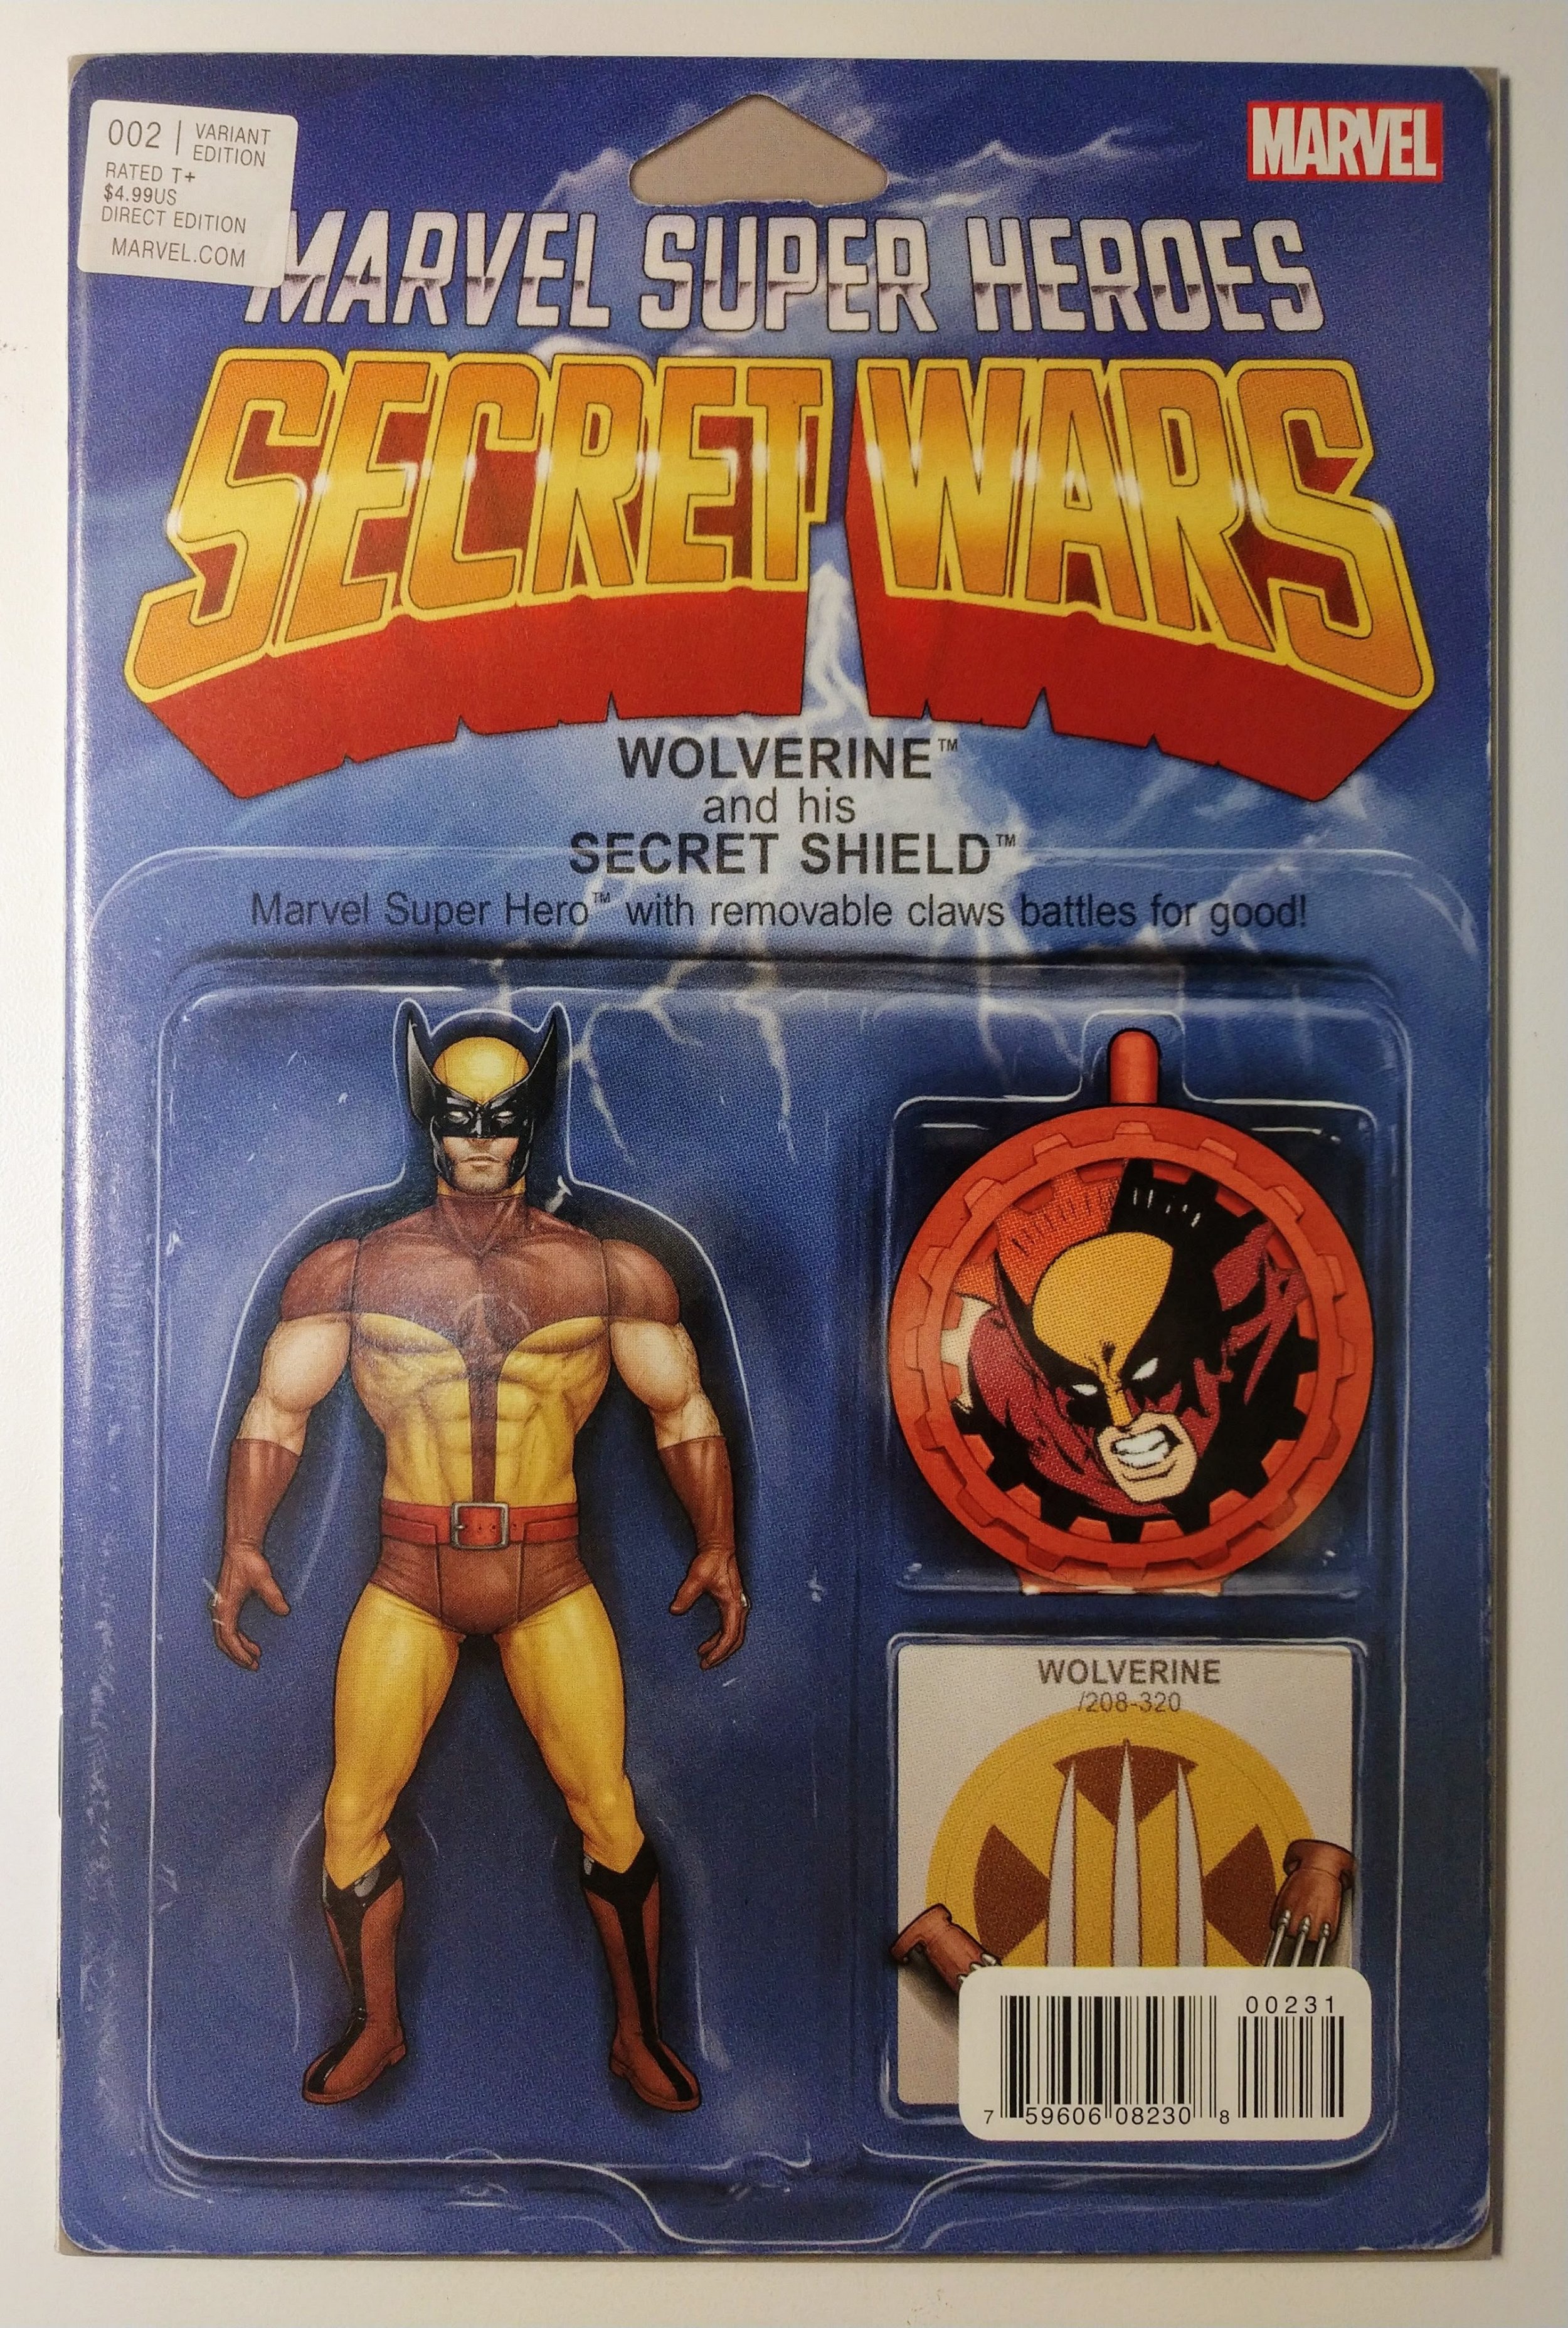 002 | VARIANT
EDITION
RATED T+
$4.99US
DIRECT EDITION
MARVEL.COM
MARVEL
MARVEL SUPER HEROES
SECRET WARS
WOLVERINE™
and his
SECRET SHIELD™
Marvel Super Hero™ with removable claws battles for good!
WOLVERINE
/208-320
00231
7 59606 08230 8